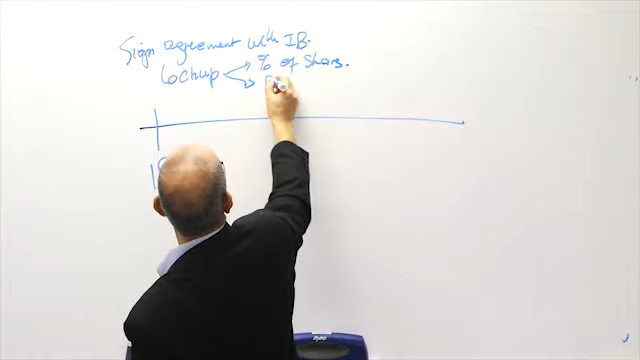 Sign agreement with IB.
lockup % of shares.